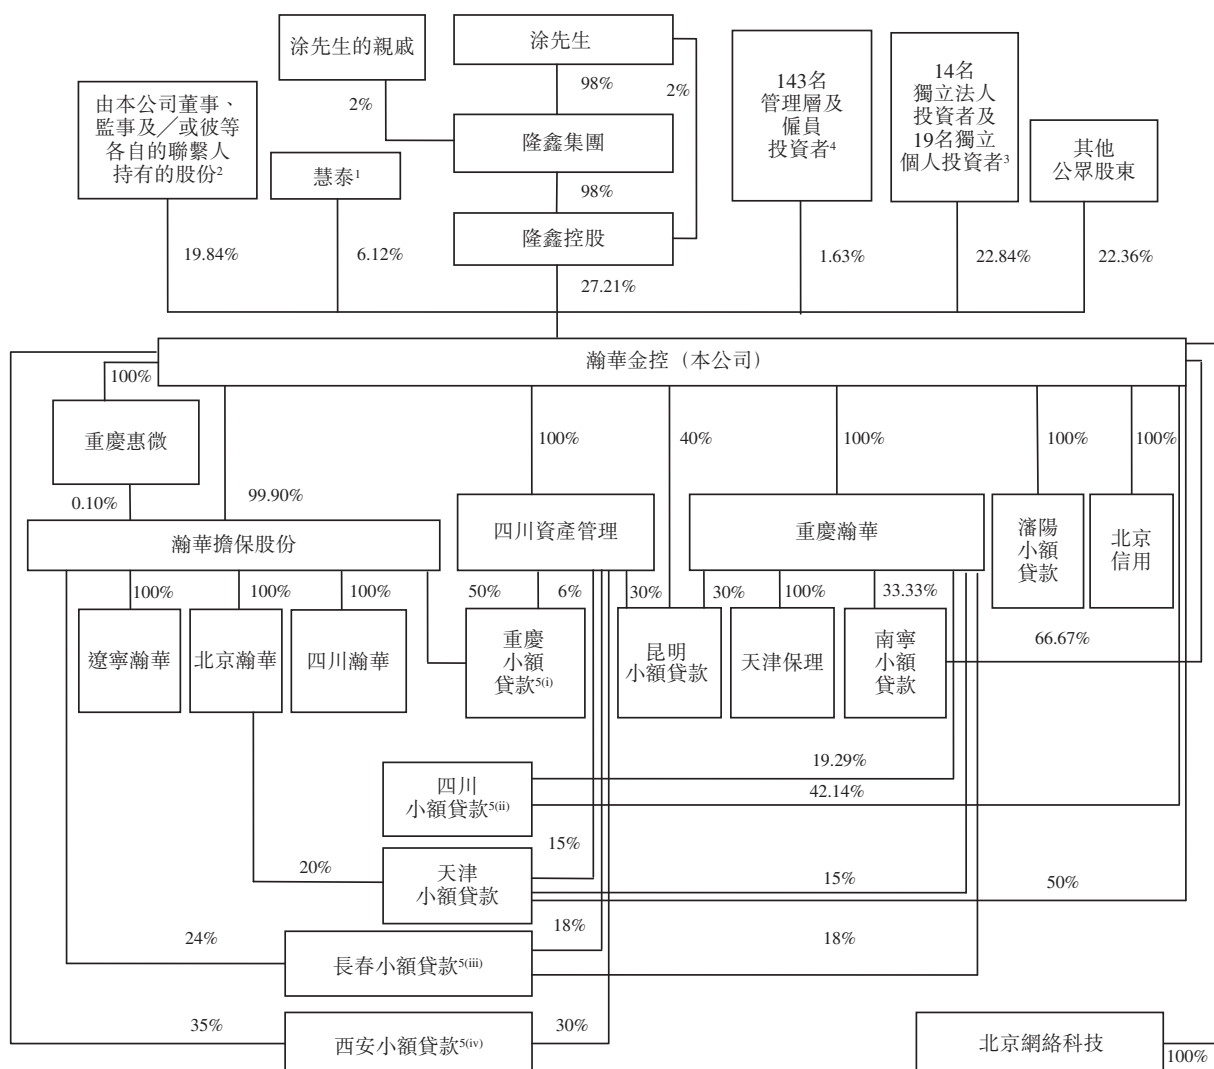 涂先生的親戚
涂先生
143名
管理層及
僱員
投資者4
14名
獨立法人
投資者及
19名獨立
個人投資者3
由本公司董事、
監事及／或彼等
各自的聯繫人
持有的股份2
98%
2%
2%
隆鑫集團
其他
公眾股東
慧泰1
98%
隆鑫控股
19.84%
6.12%
27.21%
1.63%
22.84%
22.36%
瀚華金控（本公司）
100%
重慶惠微
100%
40%
100%
100%
100%
0.10%
99.90%
瀚華擔保股份
四川資產管理
重慶瀚華
瀋陽
小額
貸款
北京
信用
100%
100%
100%
50%
6%
30%
30%
100%
33.33%
66.67%
遼寧瀚華
北京瀚華
四川瀚華
重慶
小額
貸款5(i)
昆明
小額貸款
天津保理
南寧
小額
貸款
19.29%
四川
小額貸款5(ii)
42.14%
15%
20%
天津
小額貸款
15%
50%
18%
24%
長春小額貸款5(iii)
18%
35%
西安小額貸款5(iv)
30%
北京網絡科技
100%